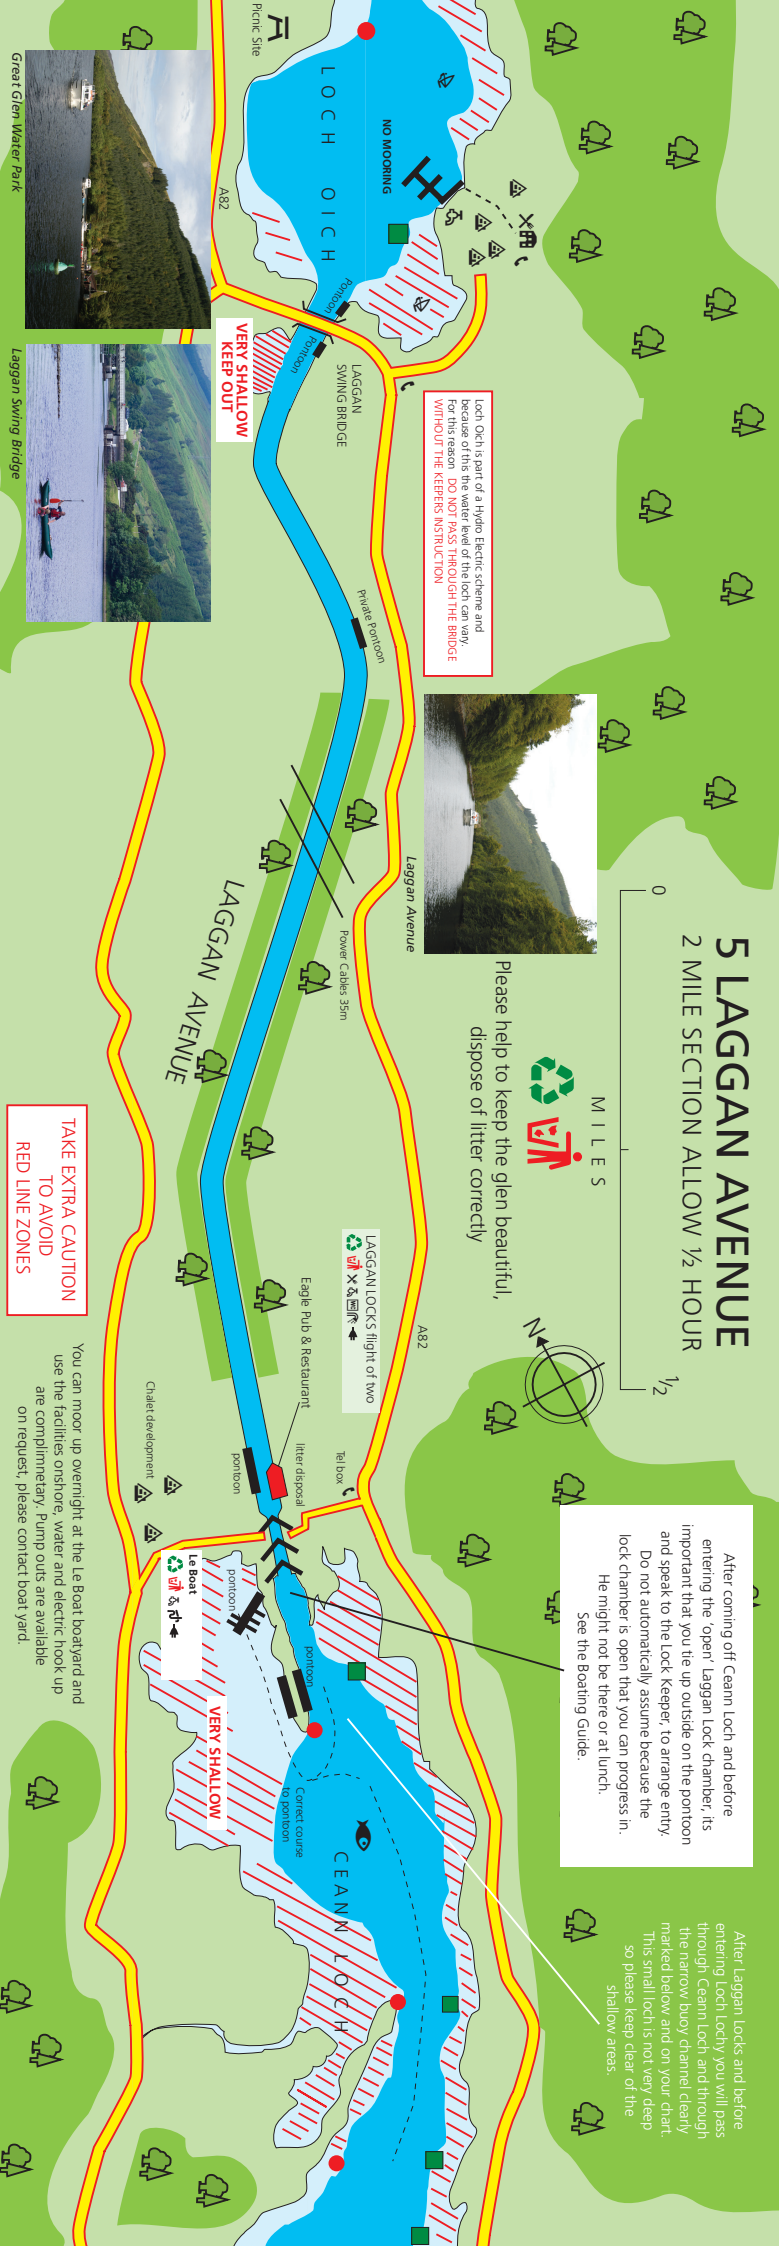 5 LAGGAN AVENUE
2 MILE SECTION ALLOW ½ HOUR
0
½
MILES
Please help to keep the glen beautiful,
dispose of litter correctly
N
After coming off Ceann Loch and before
entering the ‘open’ Laggan Lock chamber, its
important that you tie up outside on the pontoon
and speak to the Lock Keeper, to arrange entry.
Do not automatically assume because the
lock chamber is open that you can progress in.
He might not be there or at lunch.
See the Boating Guide.
After Laggan Locks and before
entering Loch Lochy you will pass
through Ceann Loch and through
the narrow buoy channel clearly
marked below and on your chart.
This small loch is not very deep
so please keep clear of the
shallow areas.
Loch Oich is part of a Hydro Electric scheme and
because of this the water level of the loch can vary.
For this reason DO NOT PASS THROUGH THE BRIDGE
WITHOUT THE KEEPERS INSTRUCTION
Laggan Avenue
Picnic Site
LOCH OICH
NO MOORING
A82
Pontoon
Pontoon
LAGGAN
SWING BRIDGE
VERY SHALLOW
KEEP OUT
Private Pontoon
Power Cables 35m
LAGGAN AVENUE
LAGGAN LOCKS flight of two
A82
Eagle Pub & Restaurant
litter disposal
Tel box
pontoon
Chalet development
Le Boat
pontoon
pontoon
VERY SHALLOW
Correct course
to pontoon
CEANN LOCH
Great Glen Water Park
Laggan Swing Bridge
TAKE EXTRA CAUTION
TO AVOID
RED LINE ZONES
You can moor up overnight at the Le Boat boatyard and
use the facilities onshore, water and electric hook up
are complimnetary. Pump outs are available
on request, please contact boat yard.